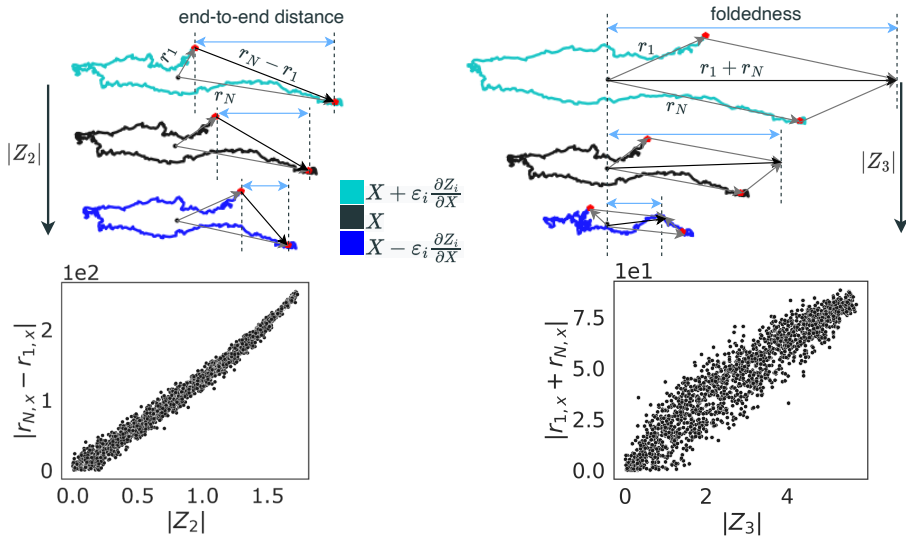 end-to-end distance
r_1
r_N − r_1
r_N
|Z_2|
foldedness
r_1
r_1 + r_N
r_N
|Z_3|
X + ε_i ∂Z_i/∂X
X
X − ε_i ∂Z_i/∂X
1e2
|r_{N,x} − r_{1,x}|
2
1
0
0.0 0.5 1.0 1.5
|Z_2|
1e1
|r_{1,x} + r_{N,x}|
7.5
5.0
2.5
0.0
0 2 4
|Z_3|